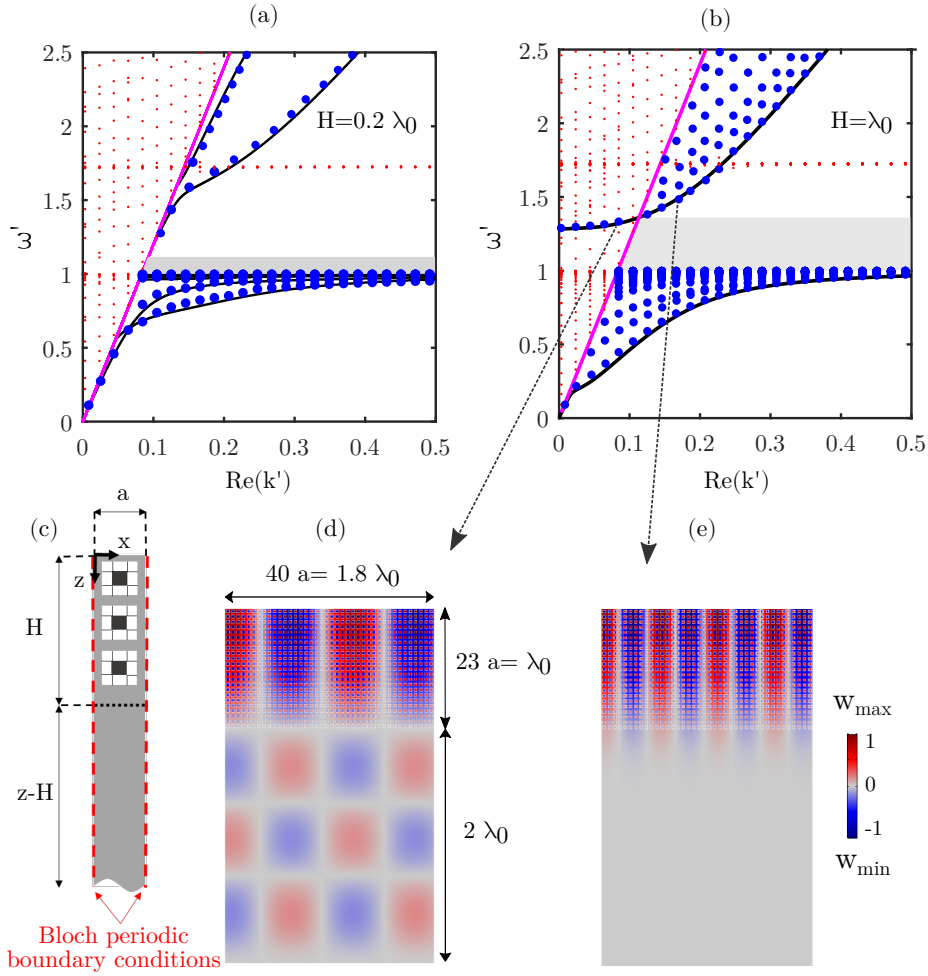 (a)
(b)
2.5
2
1.5
1
0.5
0
ω'
H=0.2 λ0
0
0.1
0.2
0.3
0.4
0.5
Re(k')
2.5
2
1.5
1
0.5
0
ω'
H=λ0
0
0.1
0.2
0.3
0.4
0.5
Re(k')
(c)
a
x
z
H
z-H
Bloch periodic
boundary conditions
(d)
40 a= 1.8 λ0
23 a= λ0
2 λ0
(e)
wmax
1
0
-1
wmin